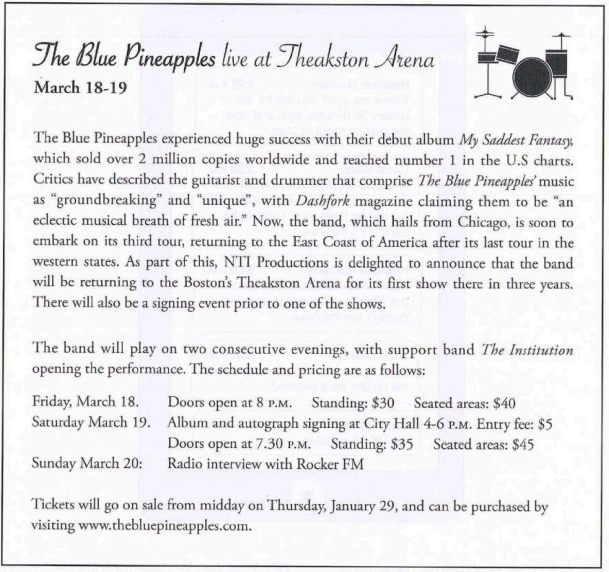 The Blue Pineapples live at Theakston Arena
March 18-19
The Blue Pineapples experienced huge success with their debut album My Saddest Fantasy,
which sold over 2 million copies worldwide and reached number 1 in the U.S charts.
Critics have described the guitarist and drummer that comprise The Blue Pineapples' music
as "groundbreaking" and "unique", with Dashfork magazine claiming them to be "an
eclectic musical breath of fresh air." Now, the band, which hails from Chicago, is soon to
embark on its third tour, returning to the East Coast of America after its last tour in the
western states. As part of this, NTI Productions is delighted to announce that the band
will be returning to the Boston's Theakston Arena for its first show there in three years.
There will also be a signing event prior to one of the shows.
The band will play on two consecutive evenings, with support band The Institution
opening the performance. The schedule and pricing are as follows:
Friday, March 18. Doors open at 8 P.M. Standing: $30 Seated areas: $40
Saturday March 19. Album and autograph signing at City Hall 4-6 P.M. Entry fee: $5
Doors open at 7.30 P.M. Standing: $35 Seated areas: $45
Sunday March 20: Radio interview with Rocker FM
Tickets will go on sale from midday on Thursday, January 29, and can be purchased by
visiting www.thebluepineapples.com.